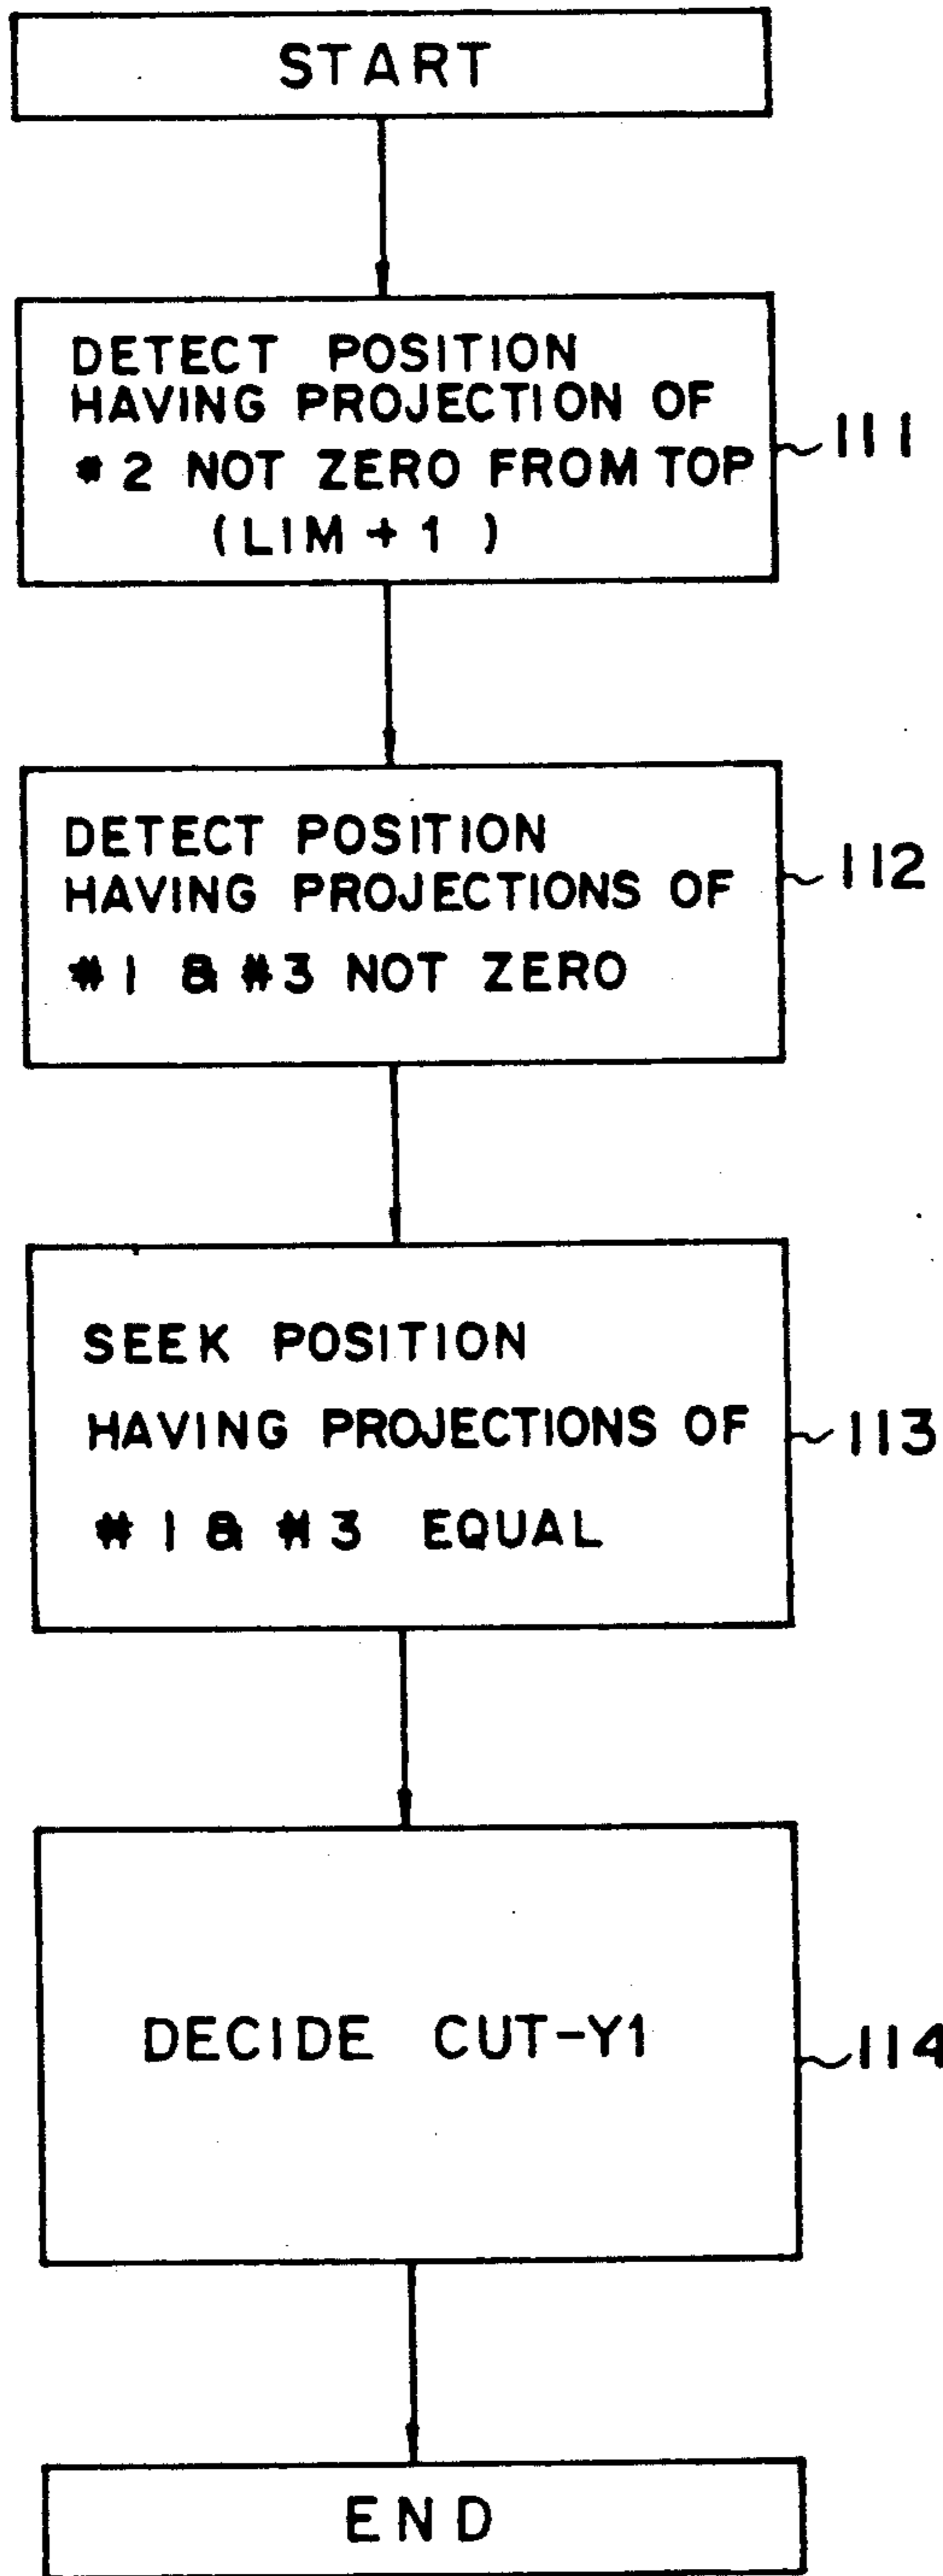 START
DETECT POSITION
HAVING PROJECTION OF
#2 NOT ZERO FROM TOP
(LIM + 1 )
111
DETECT POSITION
HAVING PROJECTIONS OF
#1 & #3 NOT ZERO
112
SEEK POSITION
HAVING PROJECTIONS OF
#1 & #3 EQUAL
113
DECIDE CUT-Y1
114
END